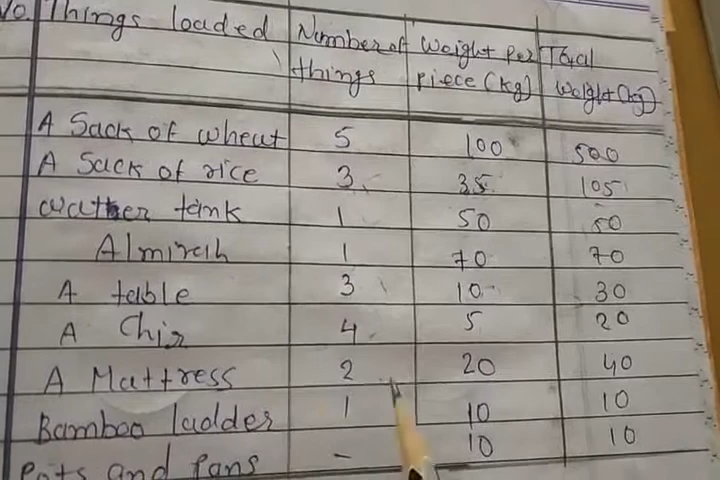 No. Things loaded Number of things Weight Per Piece (Kg) Total Weight (kg)
A Sack of wheat 5 100 500
A Sack of rice 3 35 105
Watter tank 1 50 50
Almirah 1 70 70
A table 3 10 30
A Chir 4 5 20
A Mattress 2 20 40
Bamboo ladder 1 10 10
Pots and Pans - 10 10